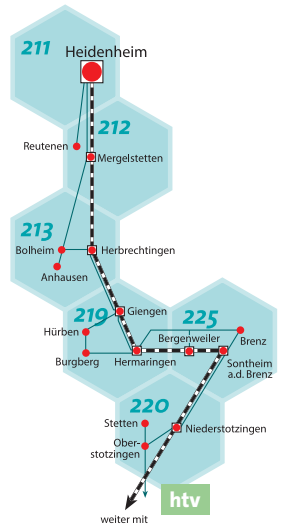 211
Heidenheim
212
Reutenen
Mergelstetten
213
Bolheim
Herbrechtingen
Anhausen
219
Giengen
225
Hürben
Bergenweiler
Brenz
Burgberg
Hermaringen
Sontheim
a.d. Brenz
220
Stetten
Niederstotzingen
Ober-
stotzingen
htv
weiter mit